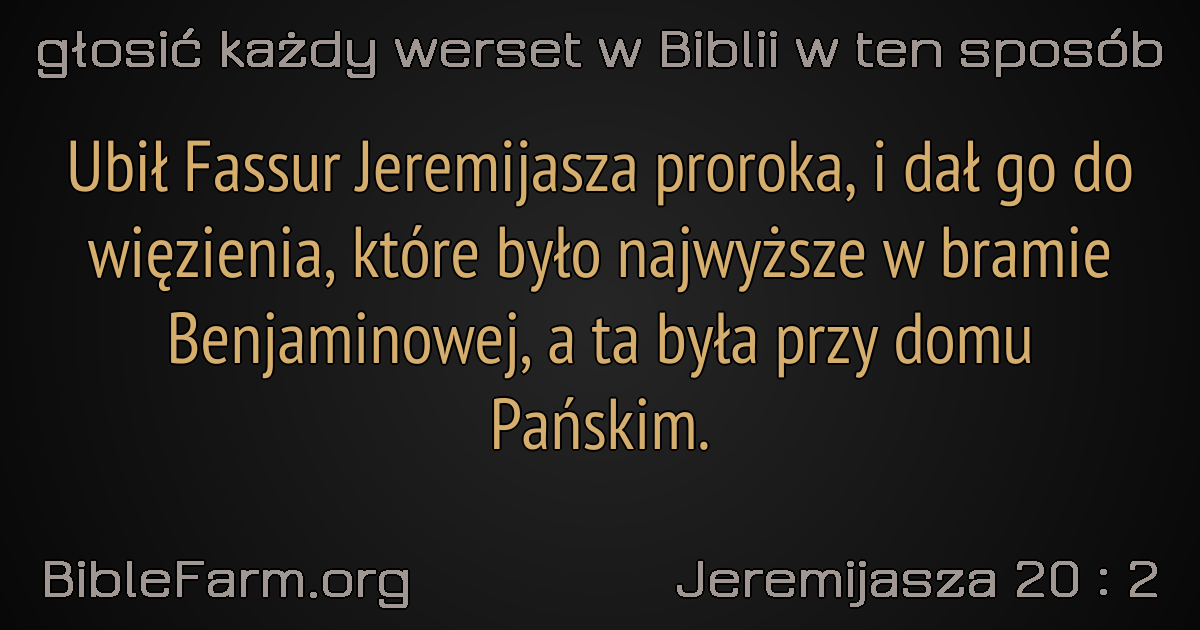 głosić każdy werset w Biblii w ten sposób
Ubił Fassur Jeremijasza proroka, i dał go do
więzienia, które było najwyższe w bramie
Benjaminowej, a ta była przy domu
Pańskim.
BibleFarm.org
Jeremijasza 20 : 2